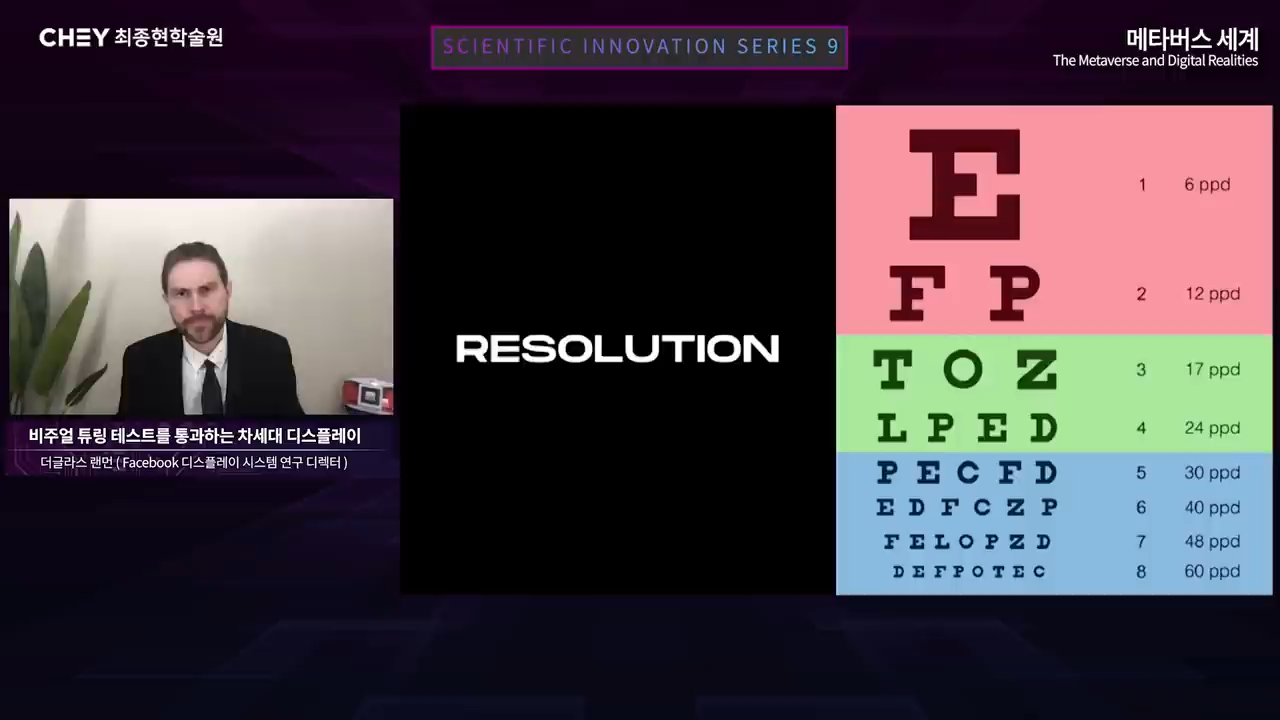 CHEY 최종현학술원
SCIENTIFIC INNOVATION SERIES 9
메타버스 세계
The Metaverse and Digital Realities
비주얼 튜링 테스트를 통과하는 차세대 디스플레이
더글라스 랜먼 ( Facebook 디스플레이 시스템 연구 디렉터 )
RESOLUTION
E 1 6 ppd
F P 2 12 ppd
T O Z 3 17 ppd
L P E D 4 24 ppd
P E C F D 5 30 ppd
E D F C Z P 6 40 ppd
F E L O P Z D 7 48 ppd
D E F P O T E C 8 60 ppd